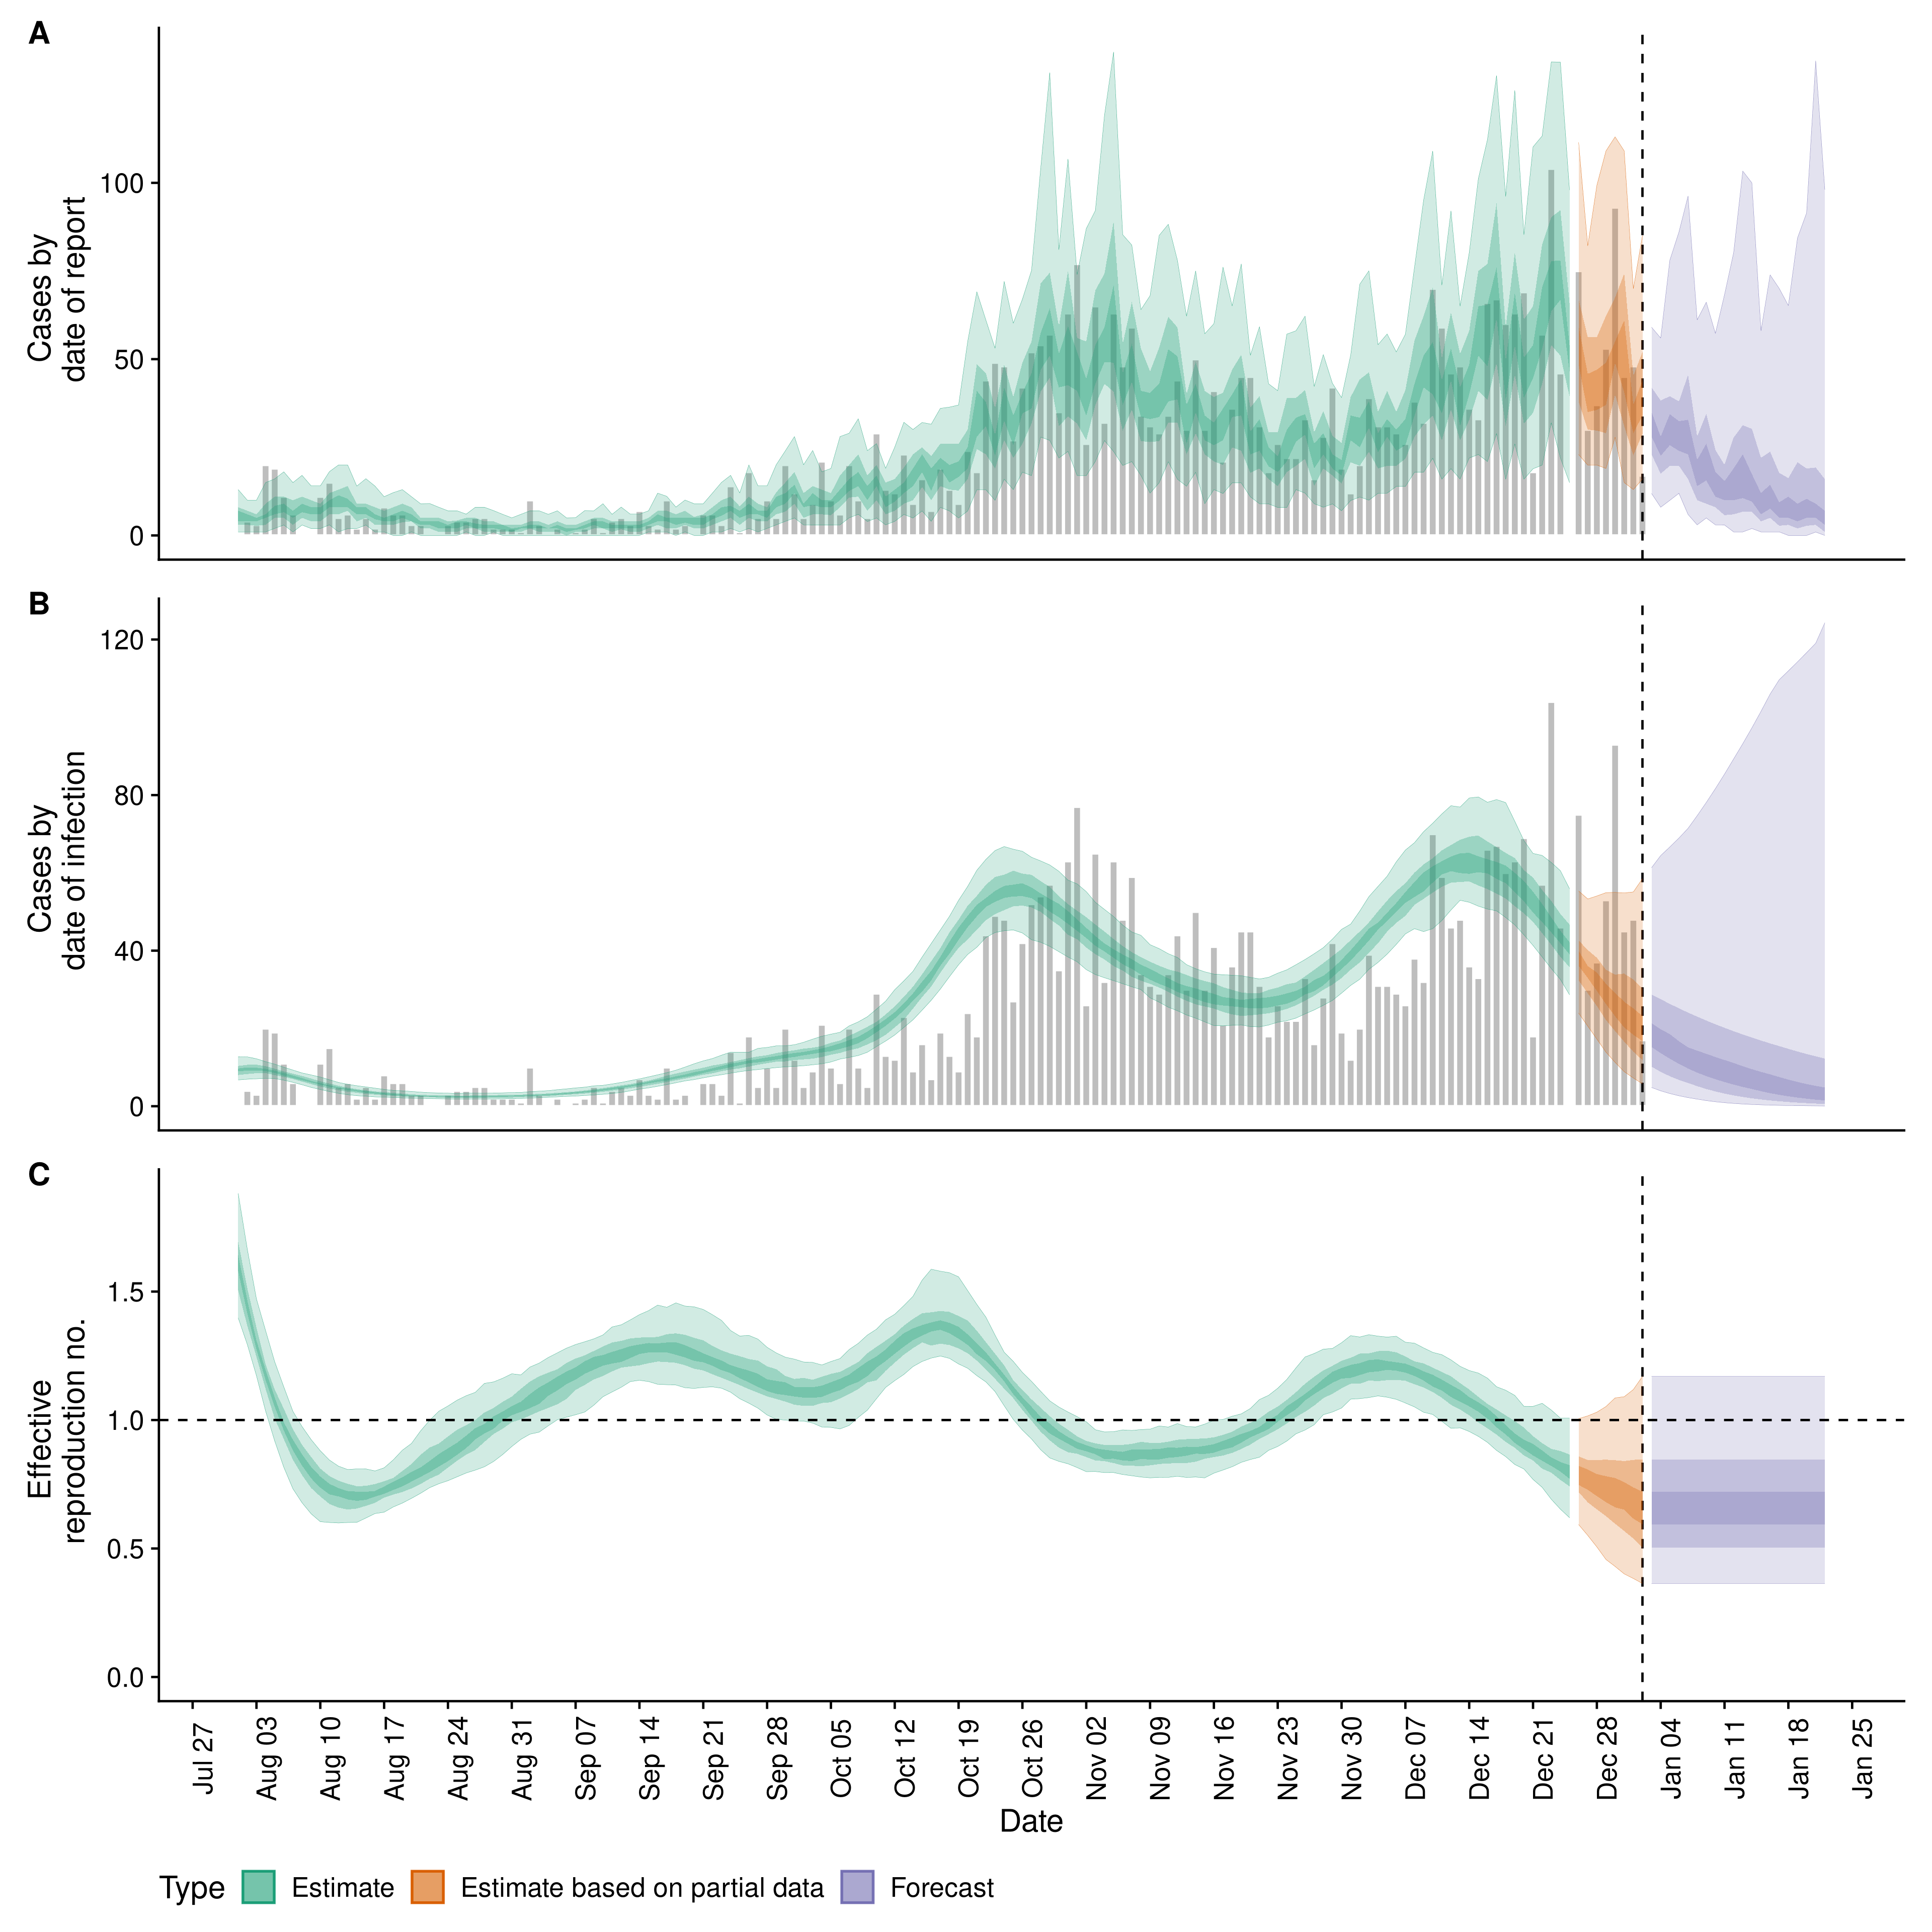 A
Cases by
date of report
100
50
0
B
Cases by
date of infection
120
80
40
0
C
Effective
reproduction no.
1.5
1.0
0.5
0.0
Jul 27
Aug 03
Aug 10
Aug 17
Aug 24
Aug 31
Sep 07
Sep 14
Sep 21
Sep 28
Oct 05
Oct 12
Oct 19
Oct 26
Nov 02
Nov 09
Nov 16
Nov 23
Nov 30
Dec 07
Dec 14
Dec 21
Dec 28
Jan 04
Jan 11
Jan 18
Jan 25
Date
Type Estimate Estimate based on partial data Forecast